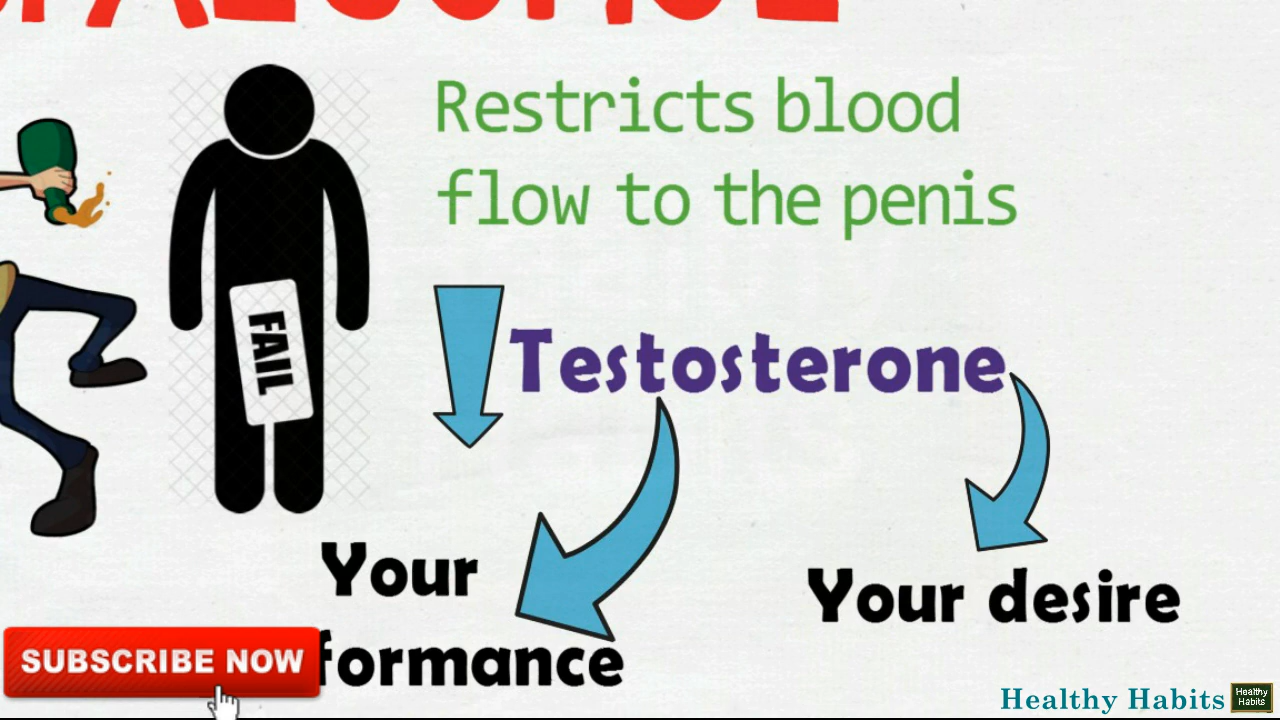 Restricts blood
flow to the penis
FAIL
Testosterone
Your
formance
Your desire
SUBSCRIBE NOW
Healthy Habits
Healthy
Habits